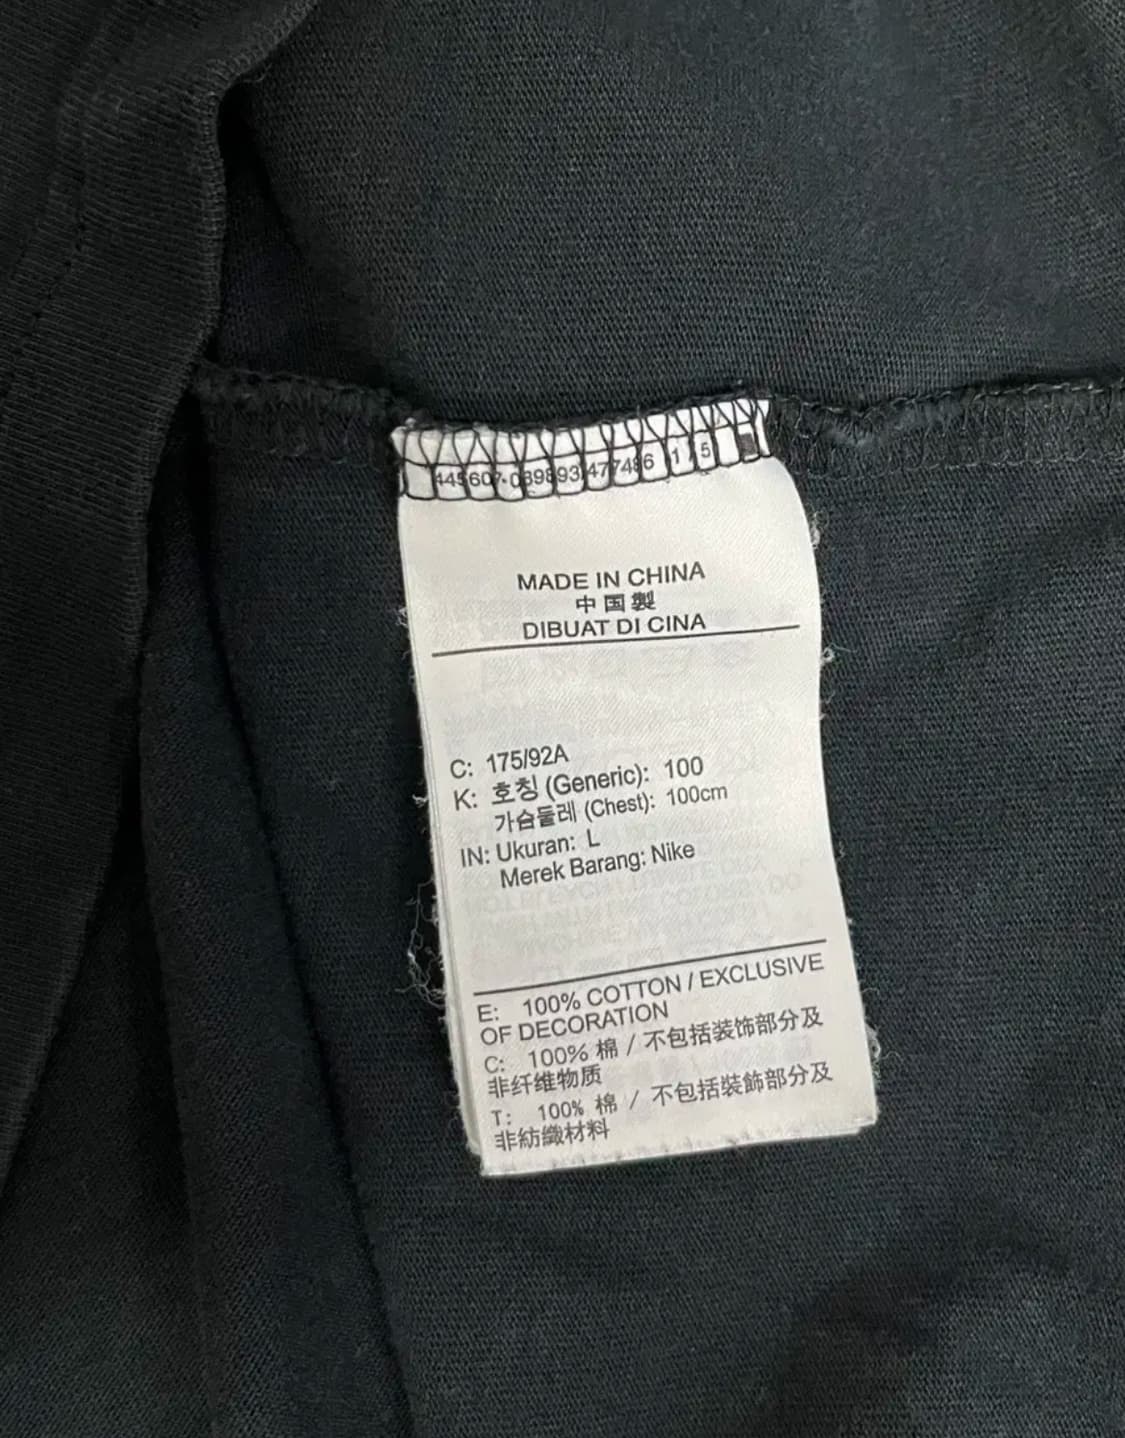 MADE IN CHINA
中国製
DIBUAT DI CINA
C: 175/92A
K: 호칭 (Generic): 100
가슴둘레 (Chest): 100cm
IN: Ukuran: L
Merek Barang: Nike
E: 100% COTTON / EXCLUSIVE
OF DECORATION
C: 100% 棉 / 不包括装饰部分及
非纤维物质
T: 100% 棉 / 不包括裝飾部分及
非紡織材料